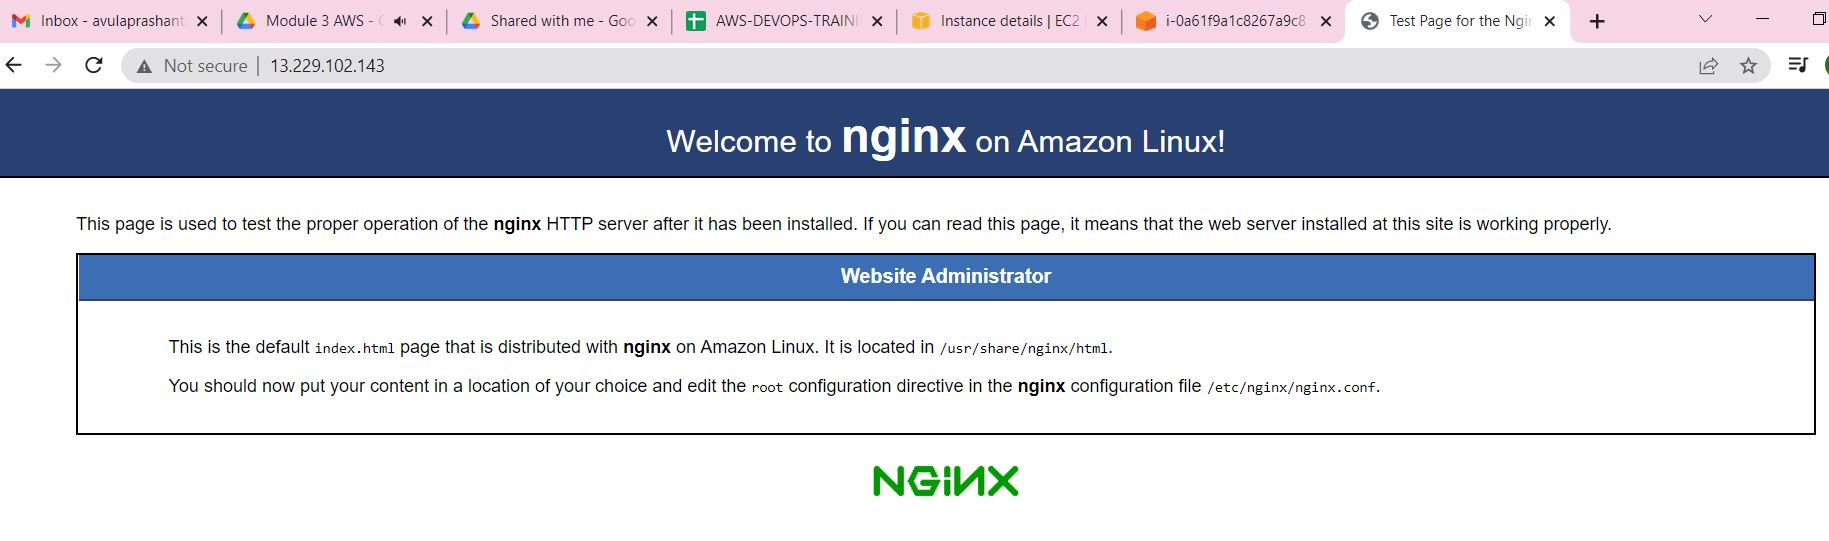 Inbox - avulaprashant
Module 3 AWS - (
Shared with me - Goo
AWS-DEVOPS-TRAINI
Instance details | EC2
i-0a61f9a1c8267a9c8
Test Page for the Ngin
Not secure | 13.229.102.143
Welcome to nginx on Amazon Linux!
This page is used to test the proper operation of the nginx HTTP server after it has been installed. If you can read this page, it means that the web server installed at this site is working properly.
Website Administrator
This is the default index.html page that is distributed with nginx on Amazon Linux. It is located in /usr/share/nginx/html.
You should now put your content in a location of your choice and edit the root configuration directive in the nginx configuration file /etc/nginx/nginx.conf.
NGINX